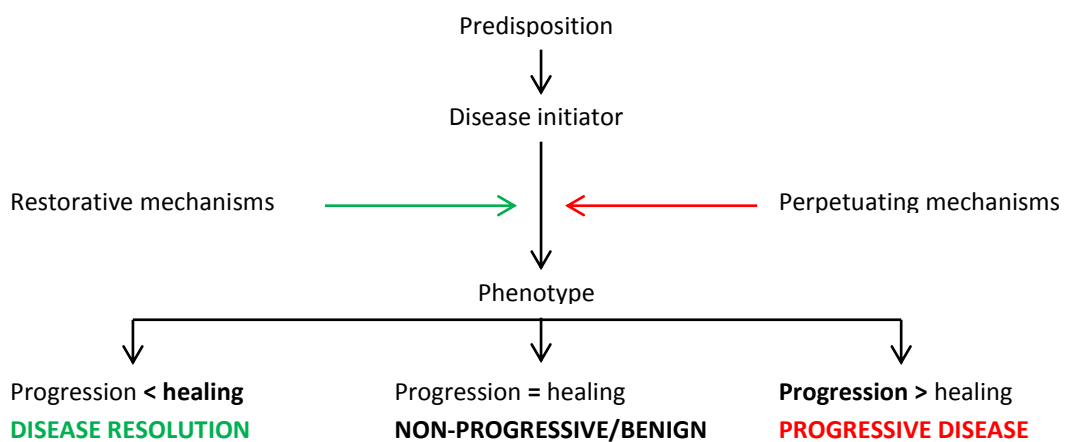 Predisposition
Disease initiator
Restorative mechanisms
Perpetuating mechanisms
Phenotype
Progression < healing
Progression = healing
Progression > healing
DISEASE RESOLUTION
NON-PROGRESSIVE/BENIGN
PROGRESSIVE DISEASE